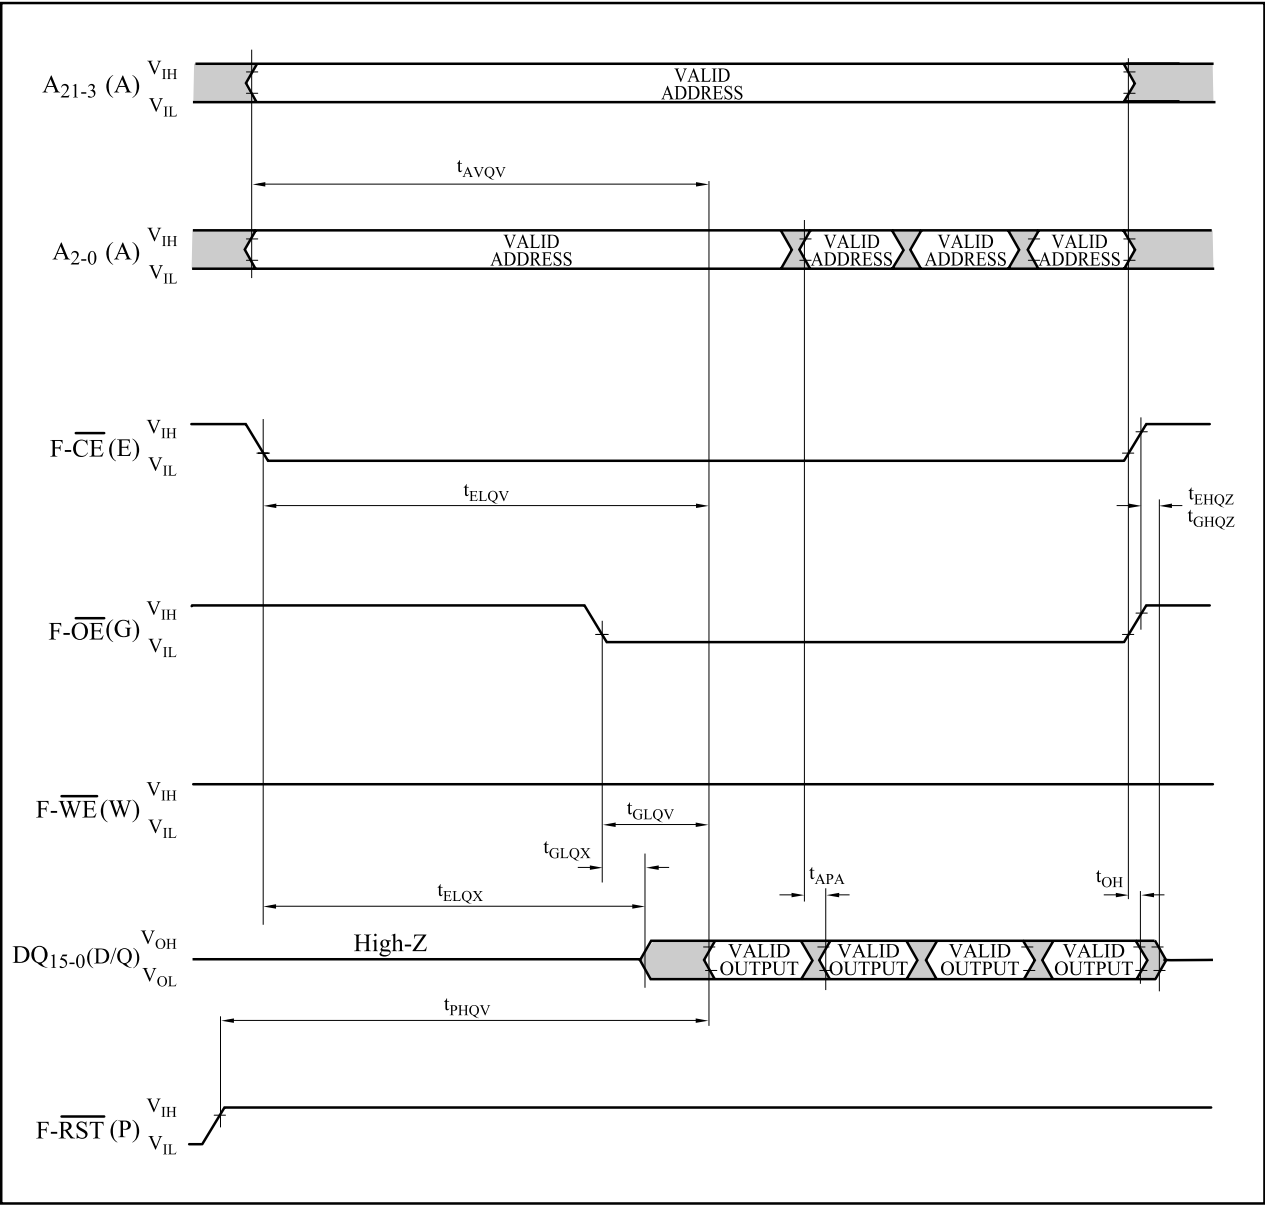 A21-3 (A) VIH VALID
VIL ADDRESS
tAVQV
A2-0 (A) VIH VALID VALID VALID VALID
VIL ADDRESS ADDRESS ADDRESS ADDRESS
F-CE (E) VIH
VIL
tELQV
tEHQZ
tGHQZ
F-OE (G) VIH
VIL
F-WE (W) VIH
VIL
tGLQV
tGLQX
tELQX
tAPA
tOH
DQ15-0 (D/Q) VOH High-Z VALID VALID VALID VALID
VOL OUTPUT OUTPUT OUTPUT OUTPUT
tPHQV
F-RST (P) VIH
VIL